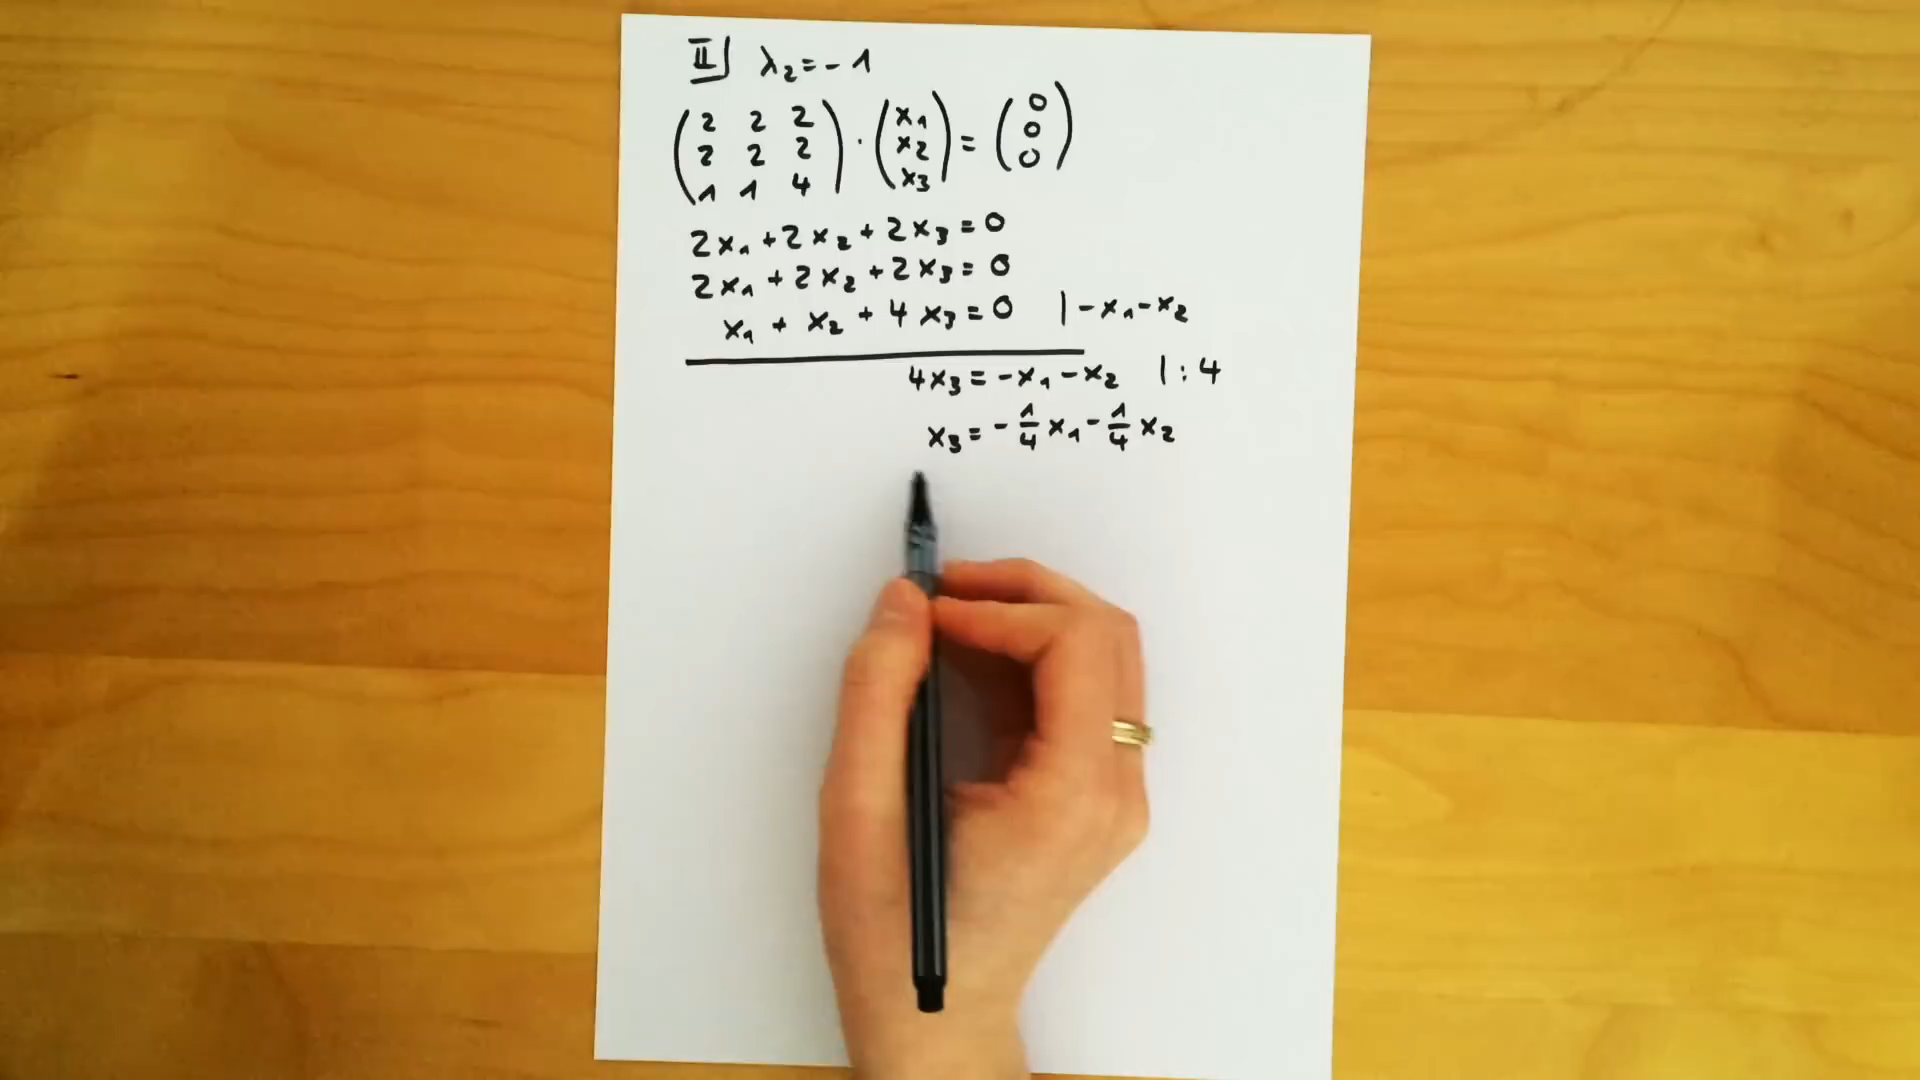 II λ₂ = -1
(2 2 2) (x₁) (0)
(2 2 2) · (x₂) = (0)
(1 1 4) (x₃) (0)
2x₁ + 2x₂ + 2x₃ = 0
2x₁ + 2x₂ + 2x₃ = 0
x₁ + x₂ + 4x₃ = 0 | -x₁ -x₂
4x₃ = -x₁ -x₂ | : 4
x₃ = -1/4 x₁ - 1/4 x₂